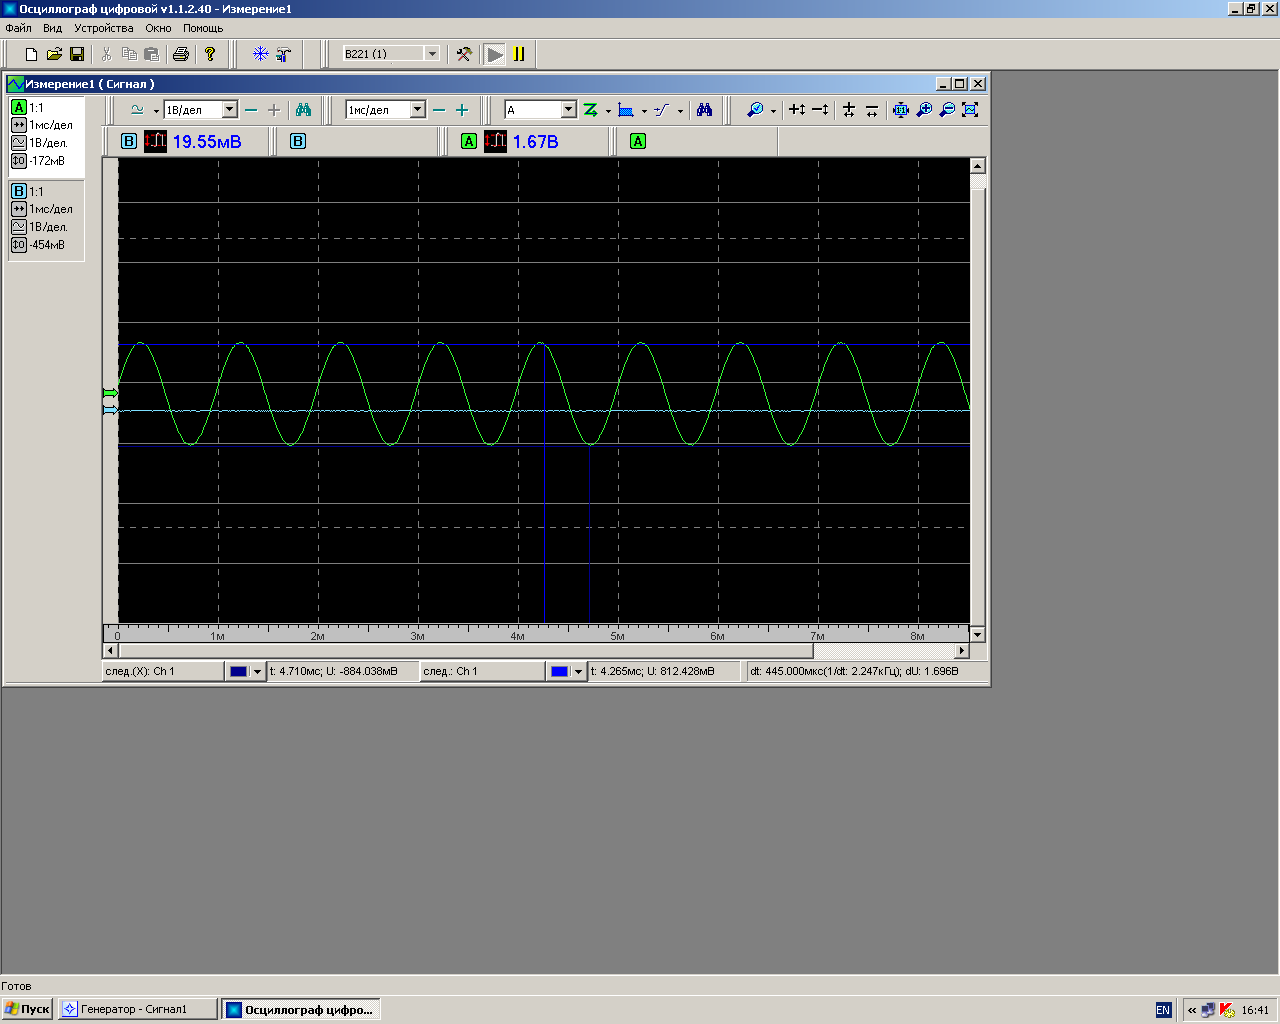 Осциллограф цифровой v1.1.2.40 - Измерение1
Файл Вид Устройства Окно Помощь
B221 (1)
Измерение1 ( Сигнал )
A 1:1
1мс/дел
1В/дел.
-172мВ
B 1:1
1мс/дел
1В/дел.
-454мВ
1В/дел 1мс/дел A
B 19.55мВ B A 1.67В A
0 1м 2м 3м 4м 5м 6м 7м 8м
след.(X): Ch 1 t: 4.710мс; U: -884.038мВ след.: Ch 1 t: 4.265мс; U: 812.428мВ dt: 445.000мкс(1/dt: 2.247кГц); dU: 1.696В
Готов
Пуск Генератор - Сигнал1 Осциллограф цифро... EN « 16:41